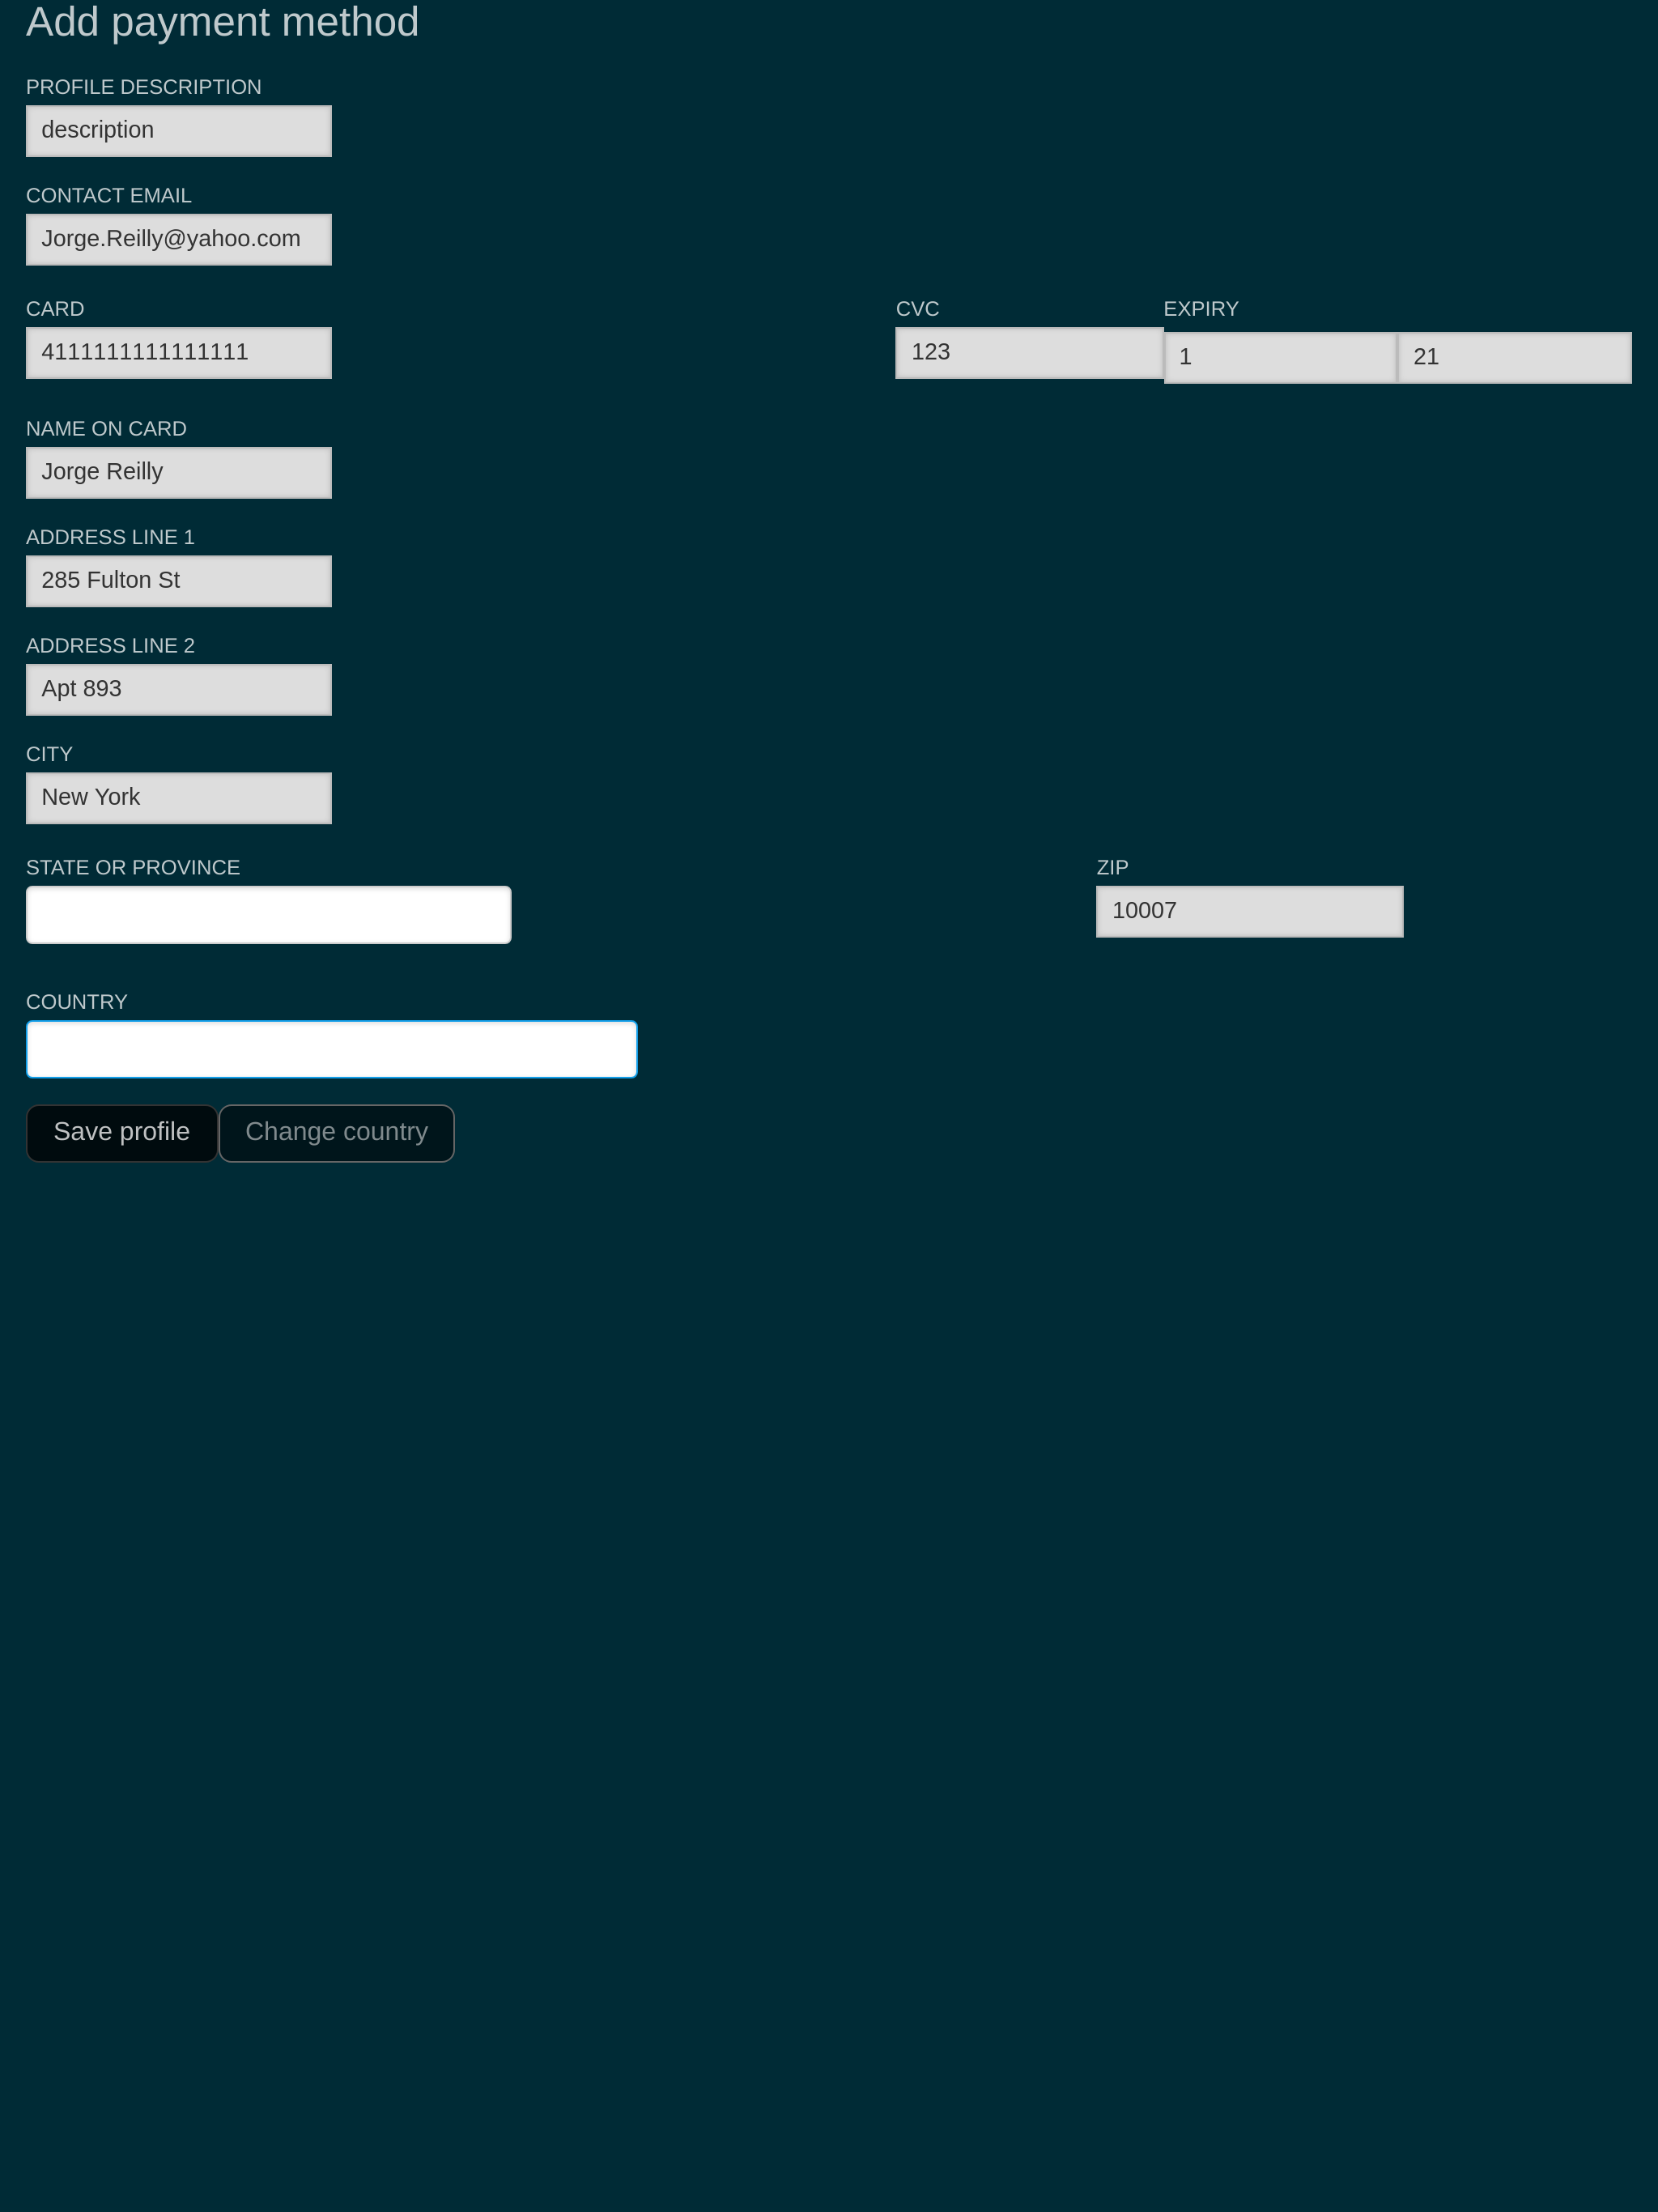 Add payment method
PROFILE DESCRIPTION
description
CONTACT EMAIL
Jorge.Reilly@yahoo.com
CARD CVC EXPIRY
4111111111111111 123 1 21
NAME ON CARD
Jorge Reilly
ADDRESS LINE 1
285 Fulton St
ADDRESS LINE 2
Apt 893
CITY
New York
STATE OR PROVINCE ZIP
10007
COUNTRY
Save profile Change country